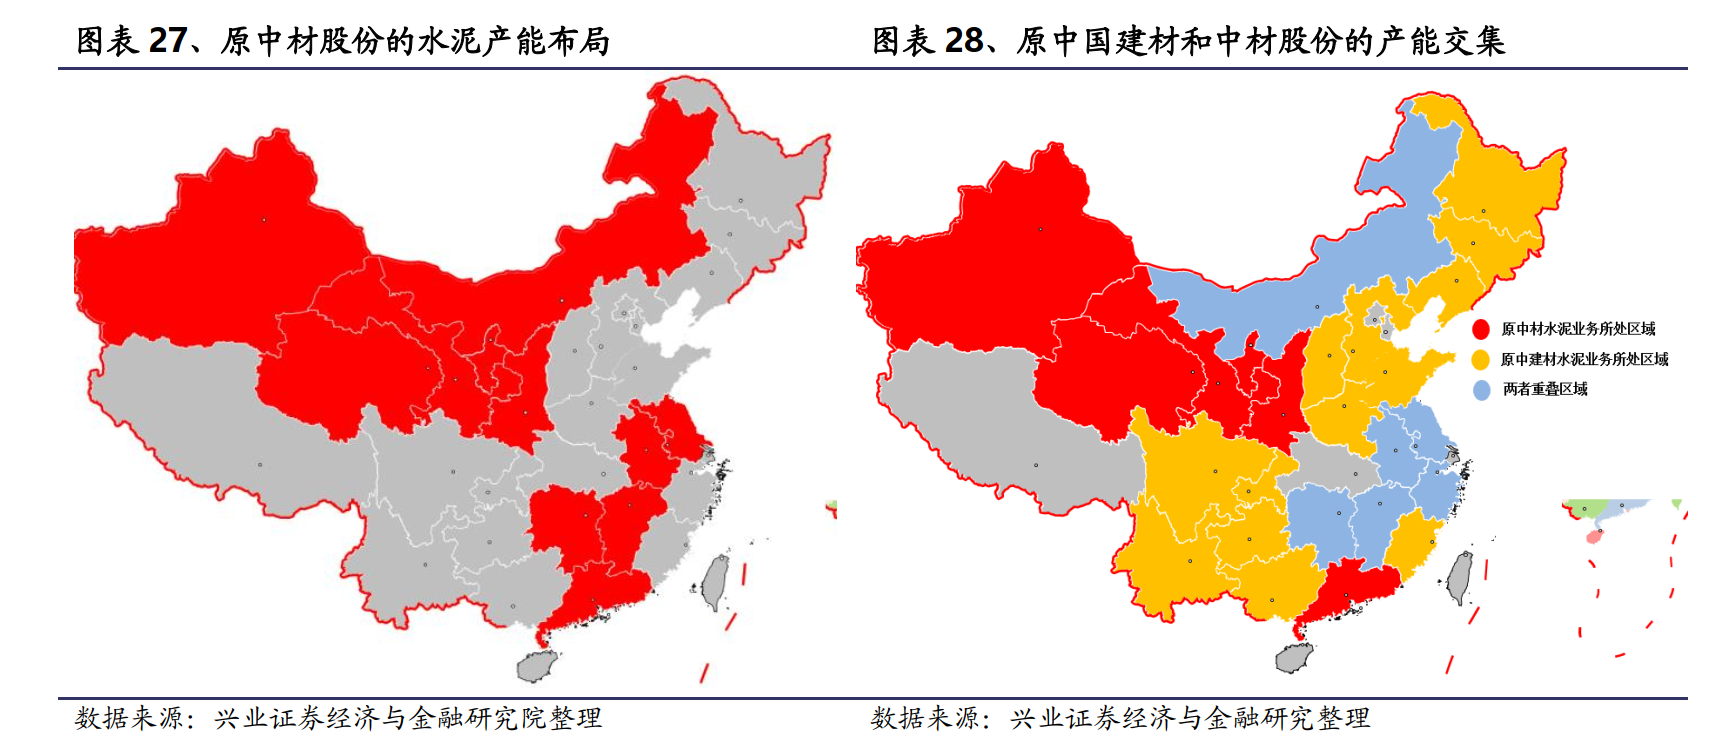 图表 27、原中材股份的水泥产能布局
图表 28、原中国建材和中材股份的产能交集
原中材水泥业务所处区域
原中建材水泥业务所处区域
两者重叠区域
数据来源：兴业证券经济与金融研究院整理
数据来源：兴业证券经济与金融研究整理